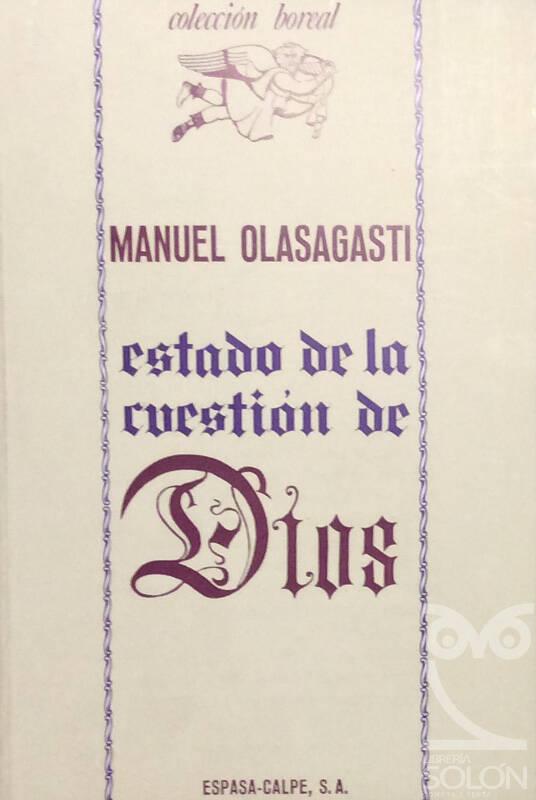 colección boreal
MANUEL OLASAGASTI
estado de la
cuestión de
Dios
ESPASA-CALPE, S.A.
LIBRERÍA
SOLÓN